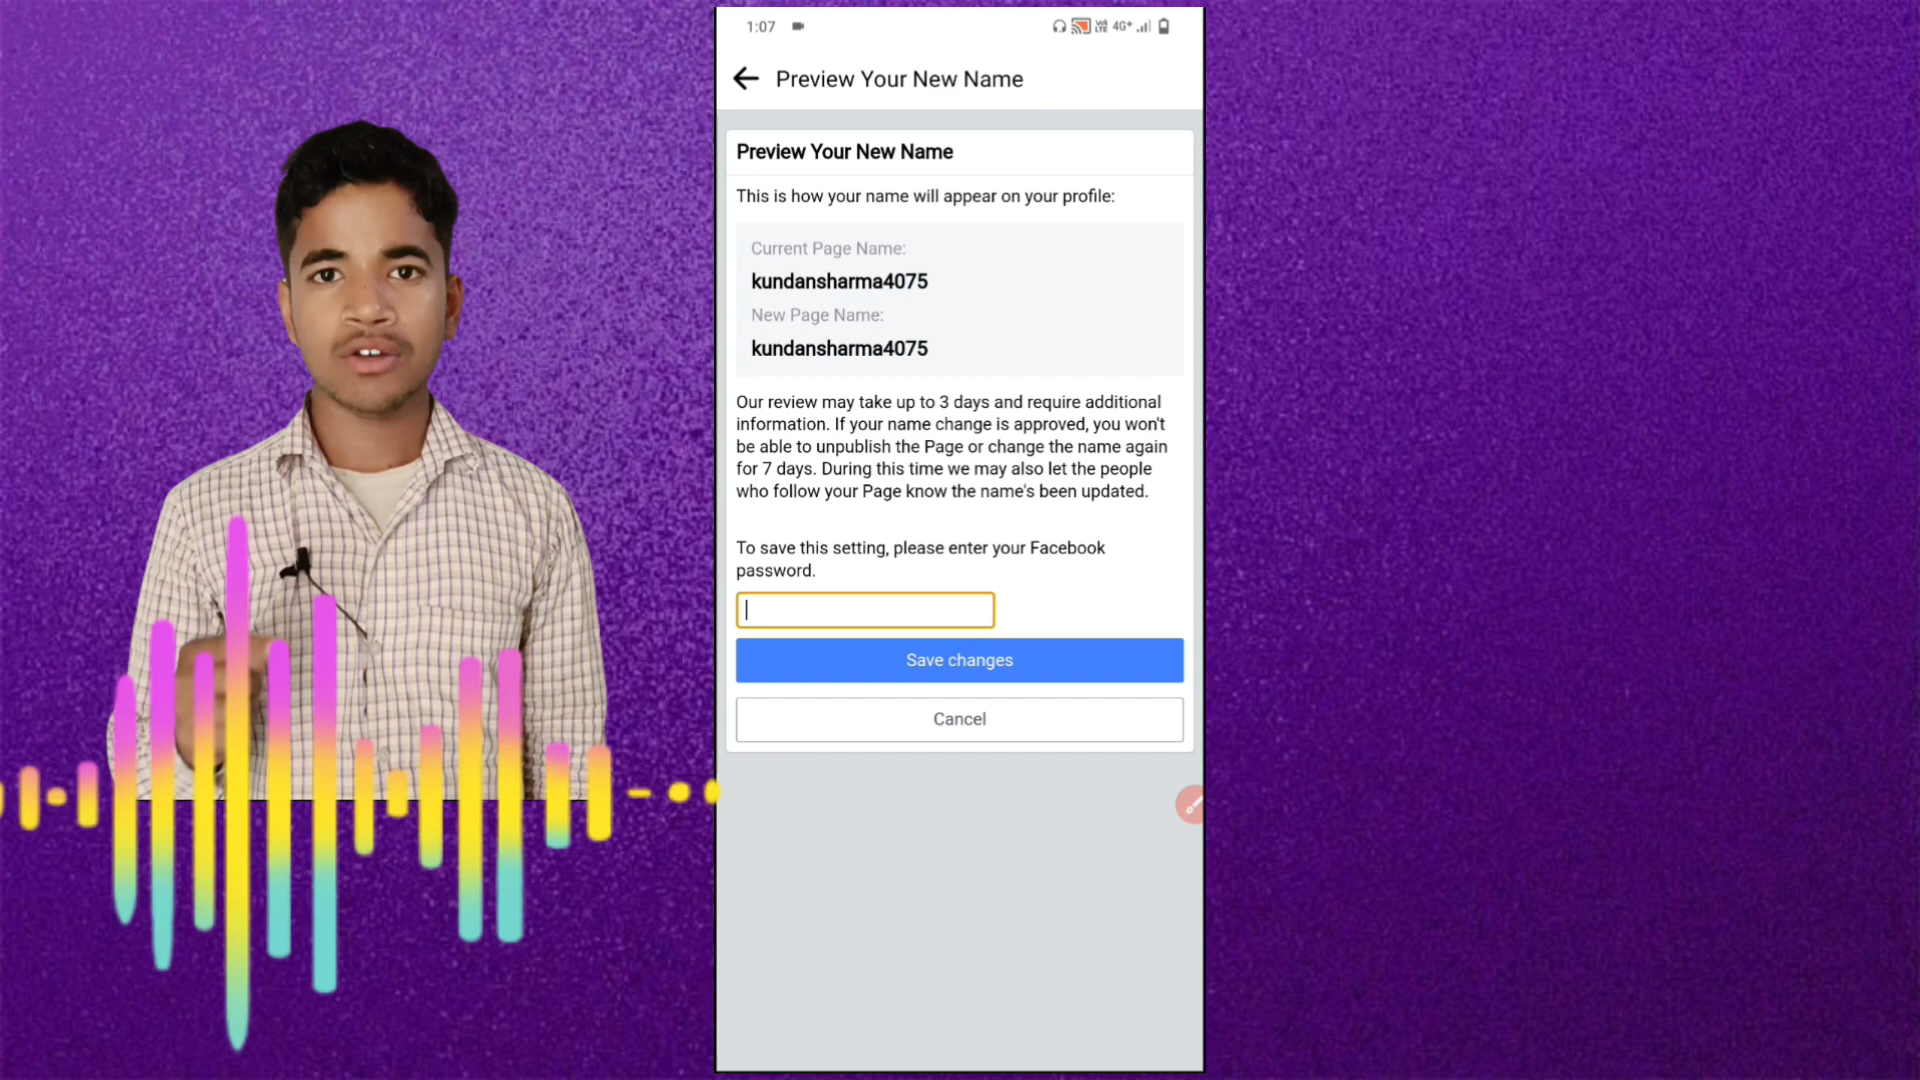 1:07
4G+
Preview Your New Name
Preview Your New Name
This is how your name will appear on your profile:
Current Page Name:
kundansharma4075
New Page Name:
kundansharma4075
Our review may take up to 3 days and require additional
information. If your name change is approved, you won't
be able to unpublish the Page or change the name again
for 7 days. During this time we may also let the people
who follow your Page know the name's been updated.
To save this setting, please enter your Facebook
password.
Save changes
Cancel